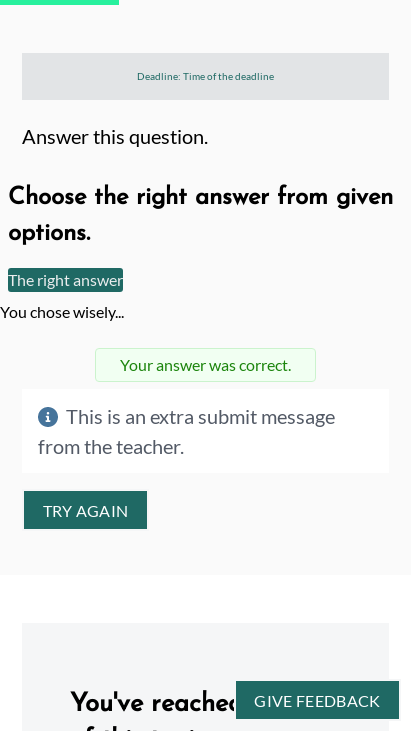 Deadline: Time of the deadline
Answer this question.
Choose the right answer from given
options.
The right answer
You chose wisely...
Your answer was correct.
This is an extra submit message
from the teacher.
TRY AGAIN
You've reached
GIVE FEEDBACK